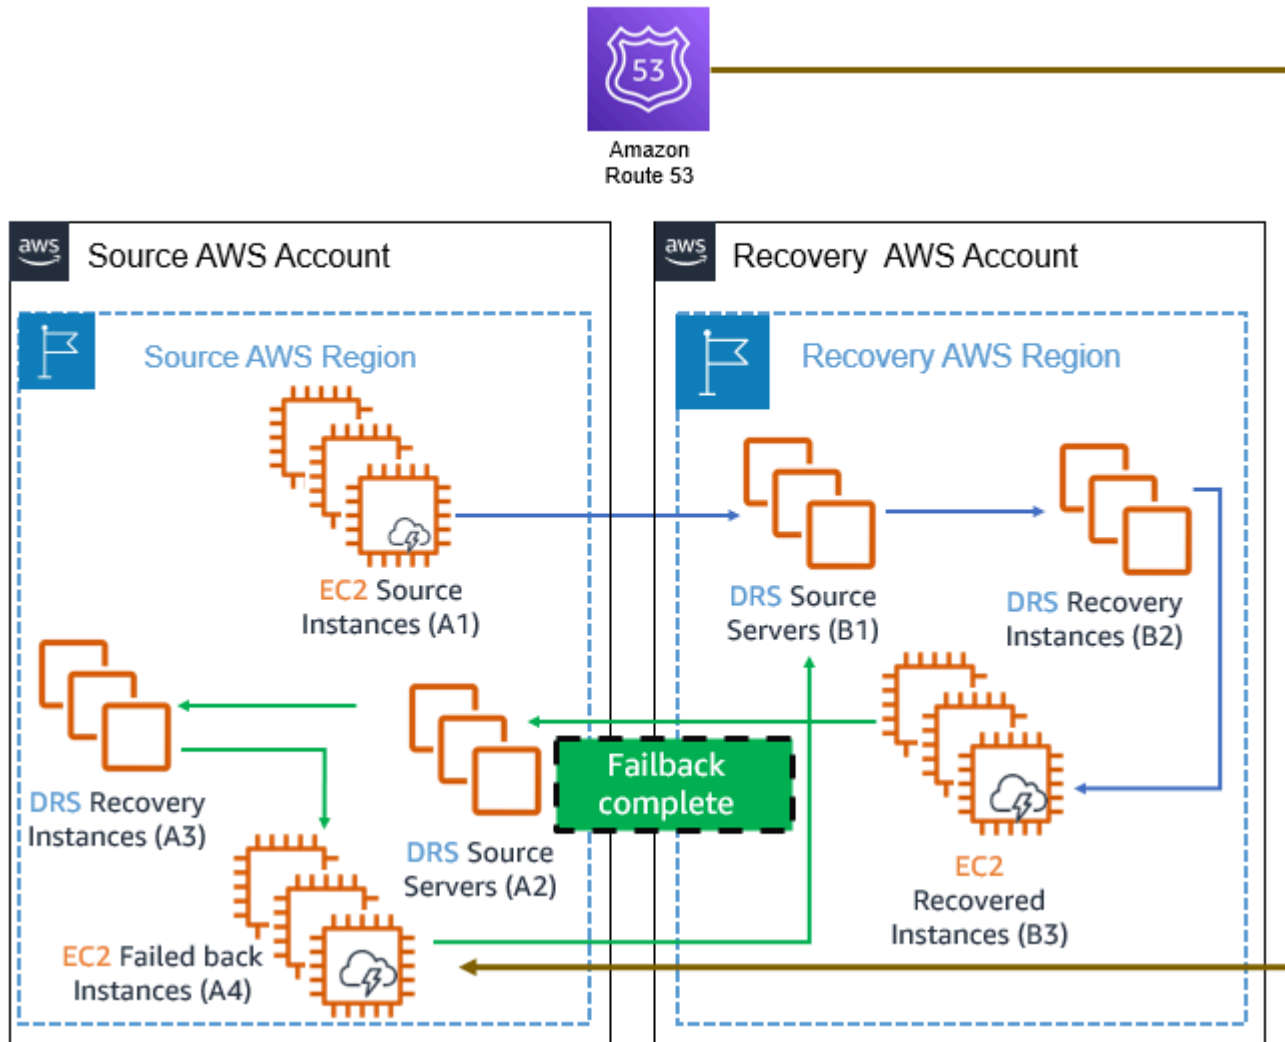 53
Amazon
Route 53
aws
Source AWS Account
aws
Recovery AWS Account
Source AWS Region
Recovery AWS Region
EC2 Source
Instances (A1)
DRS Source
Servers (B1)
DRS Recovery
Instances (B2)
Failback
complete
DRS Recovery
Instances (A3)
DRS Source
Servers (A2)
EC2
Recovered
Instances (B3)
EC2 Failed back
Instances (A4)